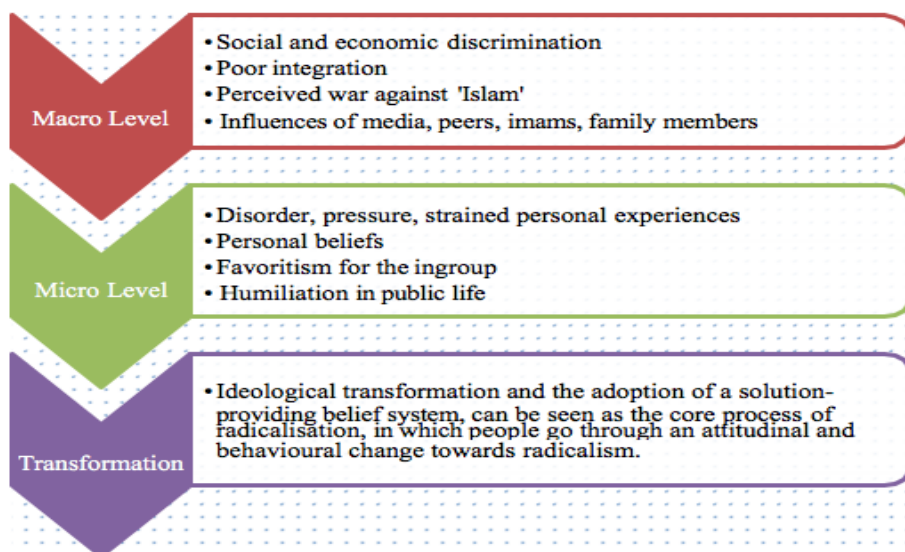 Macro Level
• Social and economic discrimination
• Poor integration
• Perceived war against 'Islam'
• Influences of media, peers, imams, family members
Micro Level
• Disorder, pressure, strained personal experiences
• Personal beliefs
• Favoritism for the ingroup
• Humiliation in public life
Transformation
• Ideological transformation and the adoption of a solution-
providing belief system, can be seen as the core process of
radicalisation, in which people go through an attitudinal and
behavioural change towards radicalism.